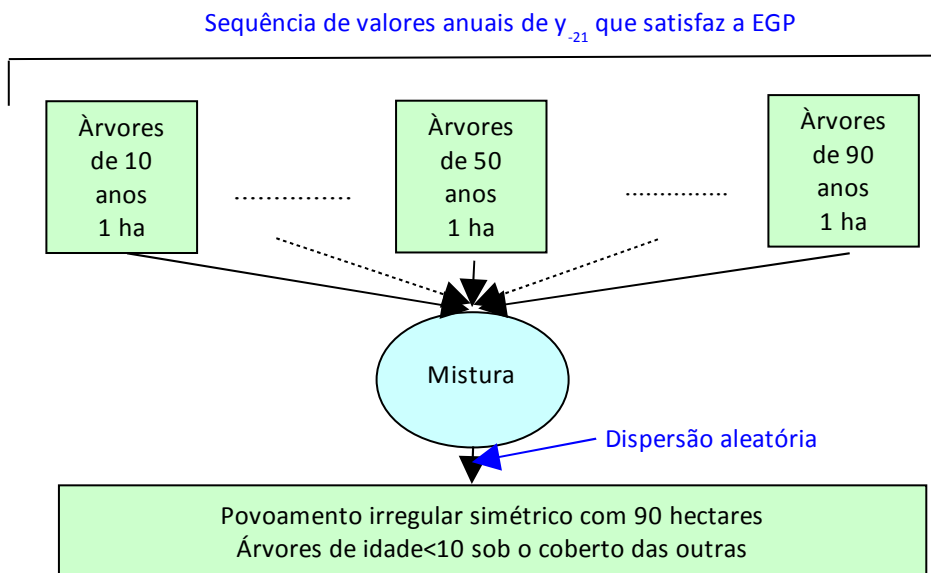 Sequência de valores anuais de y-21 que satisfaz a EGP
Àrvores
de 10
anos
1 ha
Àrvores
de 50
anos
1 ha
Àrvores
de 90
anos
1 ha
Mistura
Dispersão aleatória
Povoamento irregular simétrico com 90 hectares
Árvores de idade<10 sob o coberto das outras